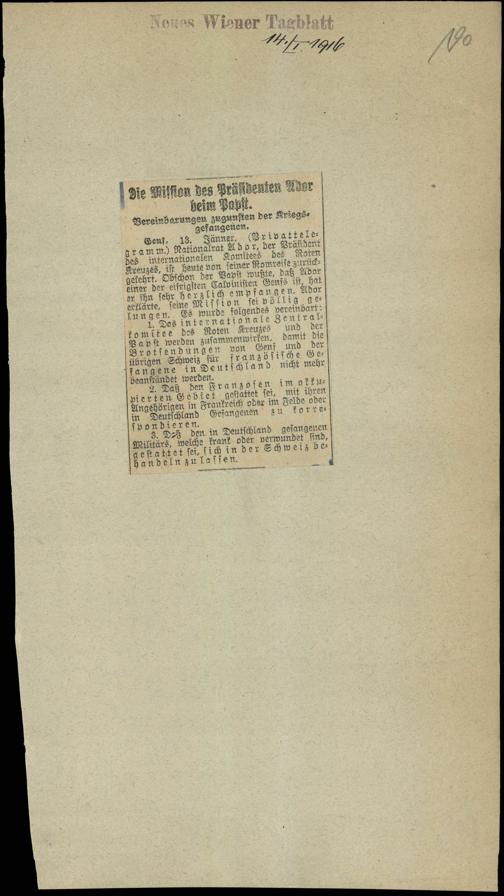 Neues Wiener Tagblatt
14./I. 1916
190
Die Mission des Präsidenten Ador
beim Papst.
Vereinbarungen zugunsten der Kriegs-
gefangenen.
Genf, 13. Jänner. (Privattele-
gramm.) Nationalrat Ador, der Präsident
des internationalen Komitees des Roten
Kreuzes, ist heute von seiner Romreise zurück-
gekehrt. Obschon der Papst wußte, daß Ador
einer der eifrigsten Calvinisten Genfs ist, hat
er ihn sehr herzlich empfangen. Ador
erklärte, seine Mission sei völlig ge-
lungen. Es wurde folgendes vereinbart:
1. Das internationale Zentral-
komitee des Roten Kreuzes und der
Papst werden zusammenwirken, damit die
Brotsendungen von Genf und der
übrigen Schweiz für französische Ge-
fangene in Deutschland nicht mehr
beanständet werden.
2. Daß den Franzosen im okku-
pierten Gebiet gestattet sei, mit ihren
Angehörigen in Frankreich oder im Felde oder
in Deutschland Gefangenen zu korre-
spondieren.
3. Daß den in Deutschland gefangenen
Militärs, welche krank oder verwundet sind,
gestattet sei, sich in der Schweiz be-
handeln zu lassen.